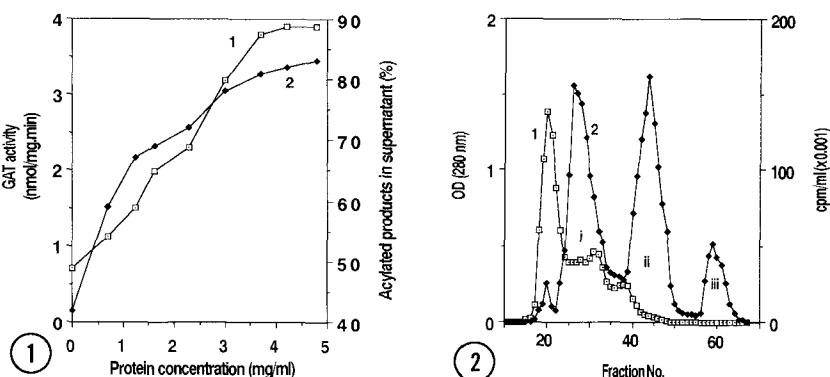 4
3
2
1
0
GAT activity
(nmol/mg.min)
90
80
70
60
50
40
Acylated products in supernatant (%)
1
2
0 1 2 3 4 5
Protein concentration (mg/ml)
1
2
1
0
OD (280 nm)
200
100
0
cpm/ml(x0.001)
1
2
i
ii
iii
20 40 60
Fraction No.
2